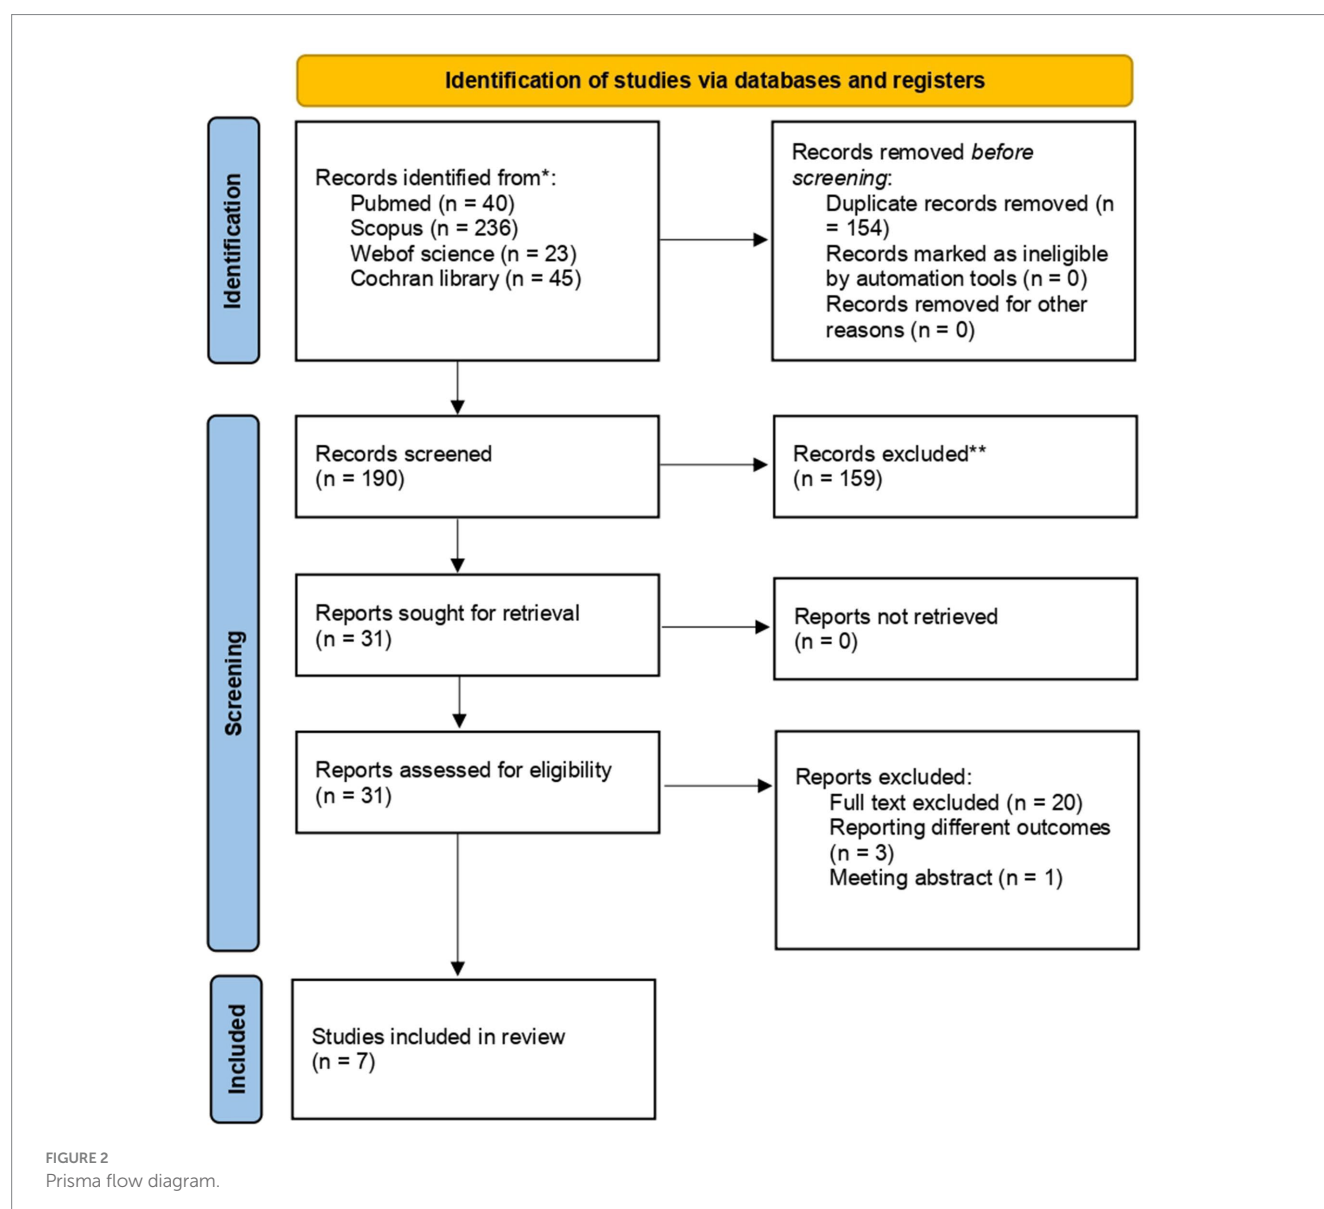 Identification of studies via databases and registers
Identification
Records identified from*:
Pubmed (n = 40)
Scopus (n = 236)
Webof science (n = 23)
Cochran library (n = 45)
Records removed before
screening:
Duplicate records removed (n
= 154)
Records marked as ineligible
by automation tools (n = 0)
Records removed for other
reasons (n = 0)
Screening
Records screened
(n = 190)
Records excluded**
(n = 159)
Reports sought for retrieval
(n = 31)
Reports not retrieved
(n = 0)
Reports assessed for eligibility
(n = 31)
Reports excluded:
Full text excluded (n = 20)
Reporting different outcomes
(n = 3)
Meeting abstract (n = 1)
Included
Studies included in review
(n = 7)
FIGURE 2
Prisma flow diagram.